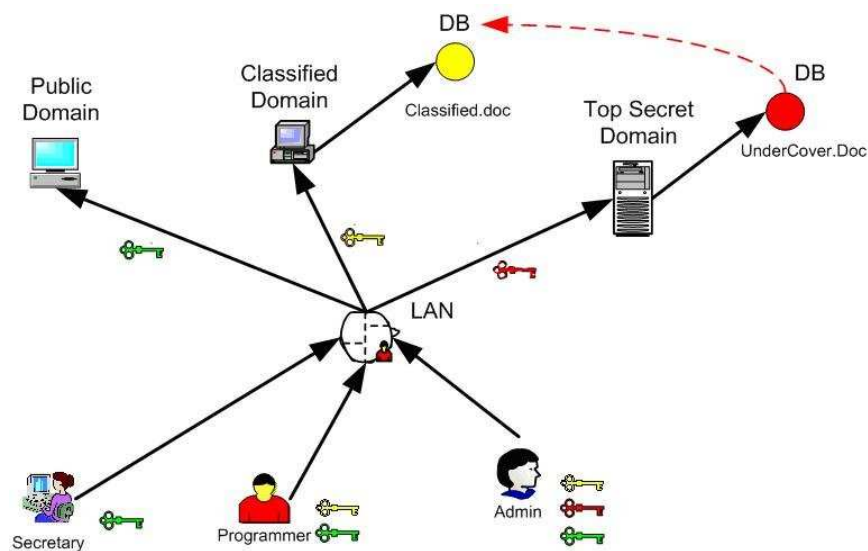 DB
Public
Domain
Classified
Domain
Classified.doc
DB
Top Secret
Domain
UnderCover.Doc
LAN
Secretary
Programmer
Admin